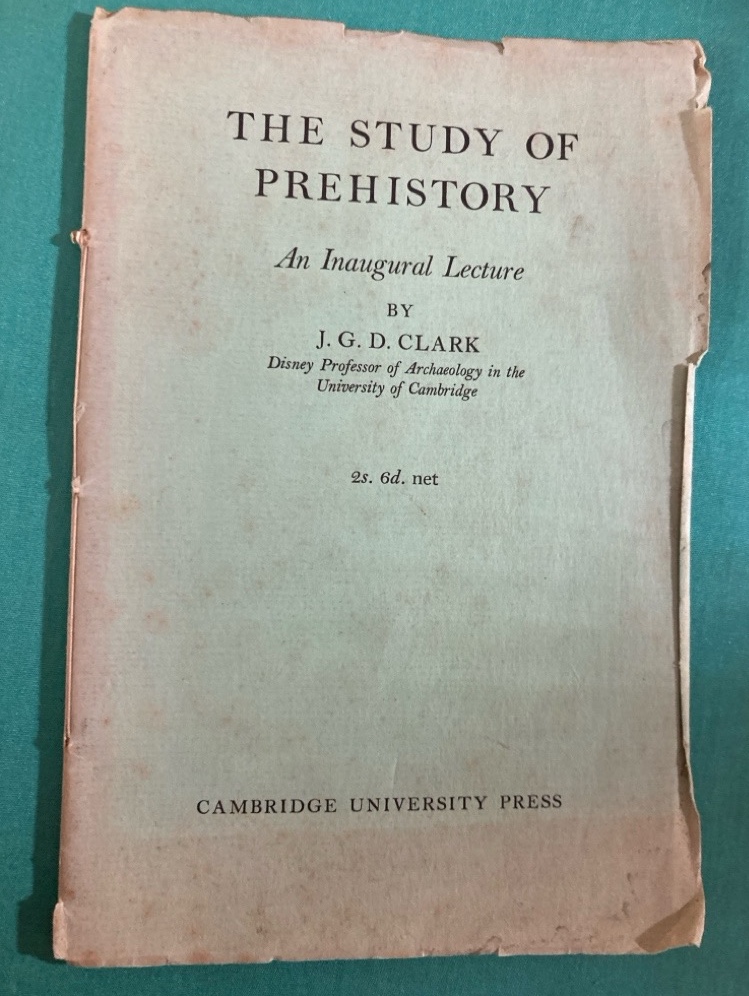 THE STUDY OF
PREHISTORY
An Inaugural Lecture
BY
J. G. D. CLARK
Disney Professor of Archaeology in the
University of Cambridge
2s. 6d. net
CAMBRIDGE UNIVERSITY PRESS